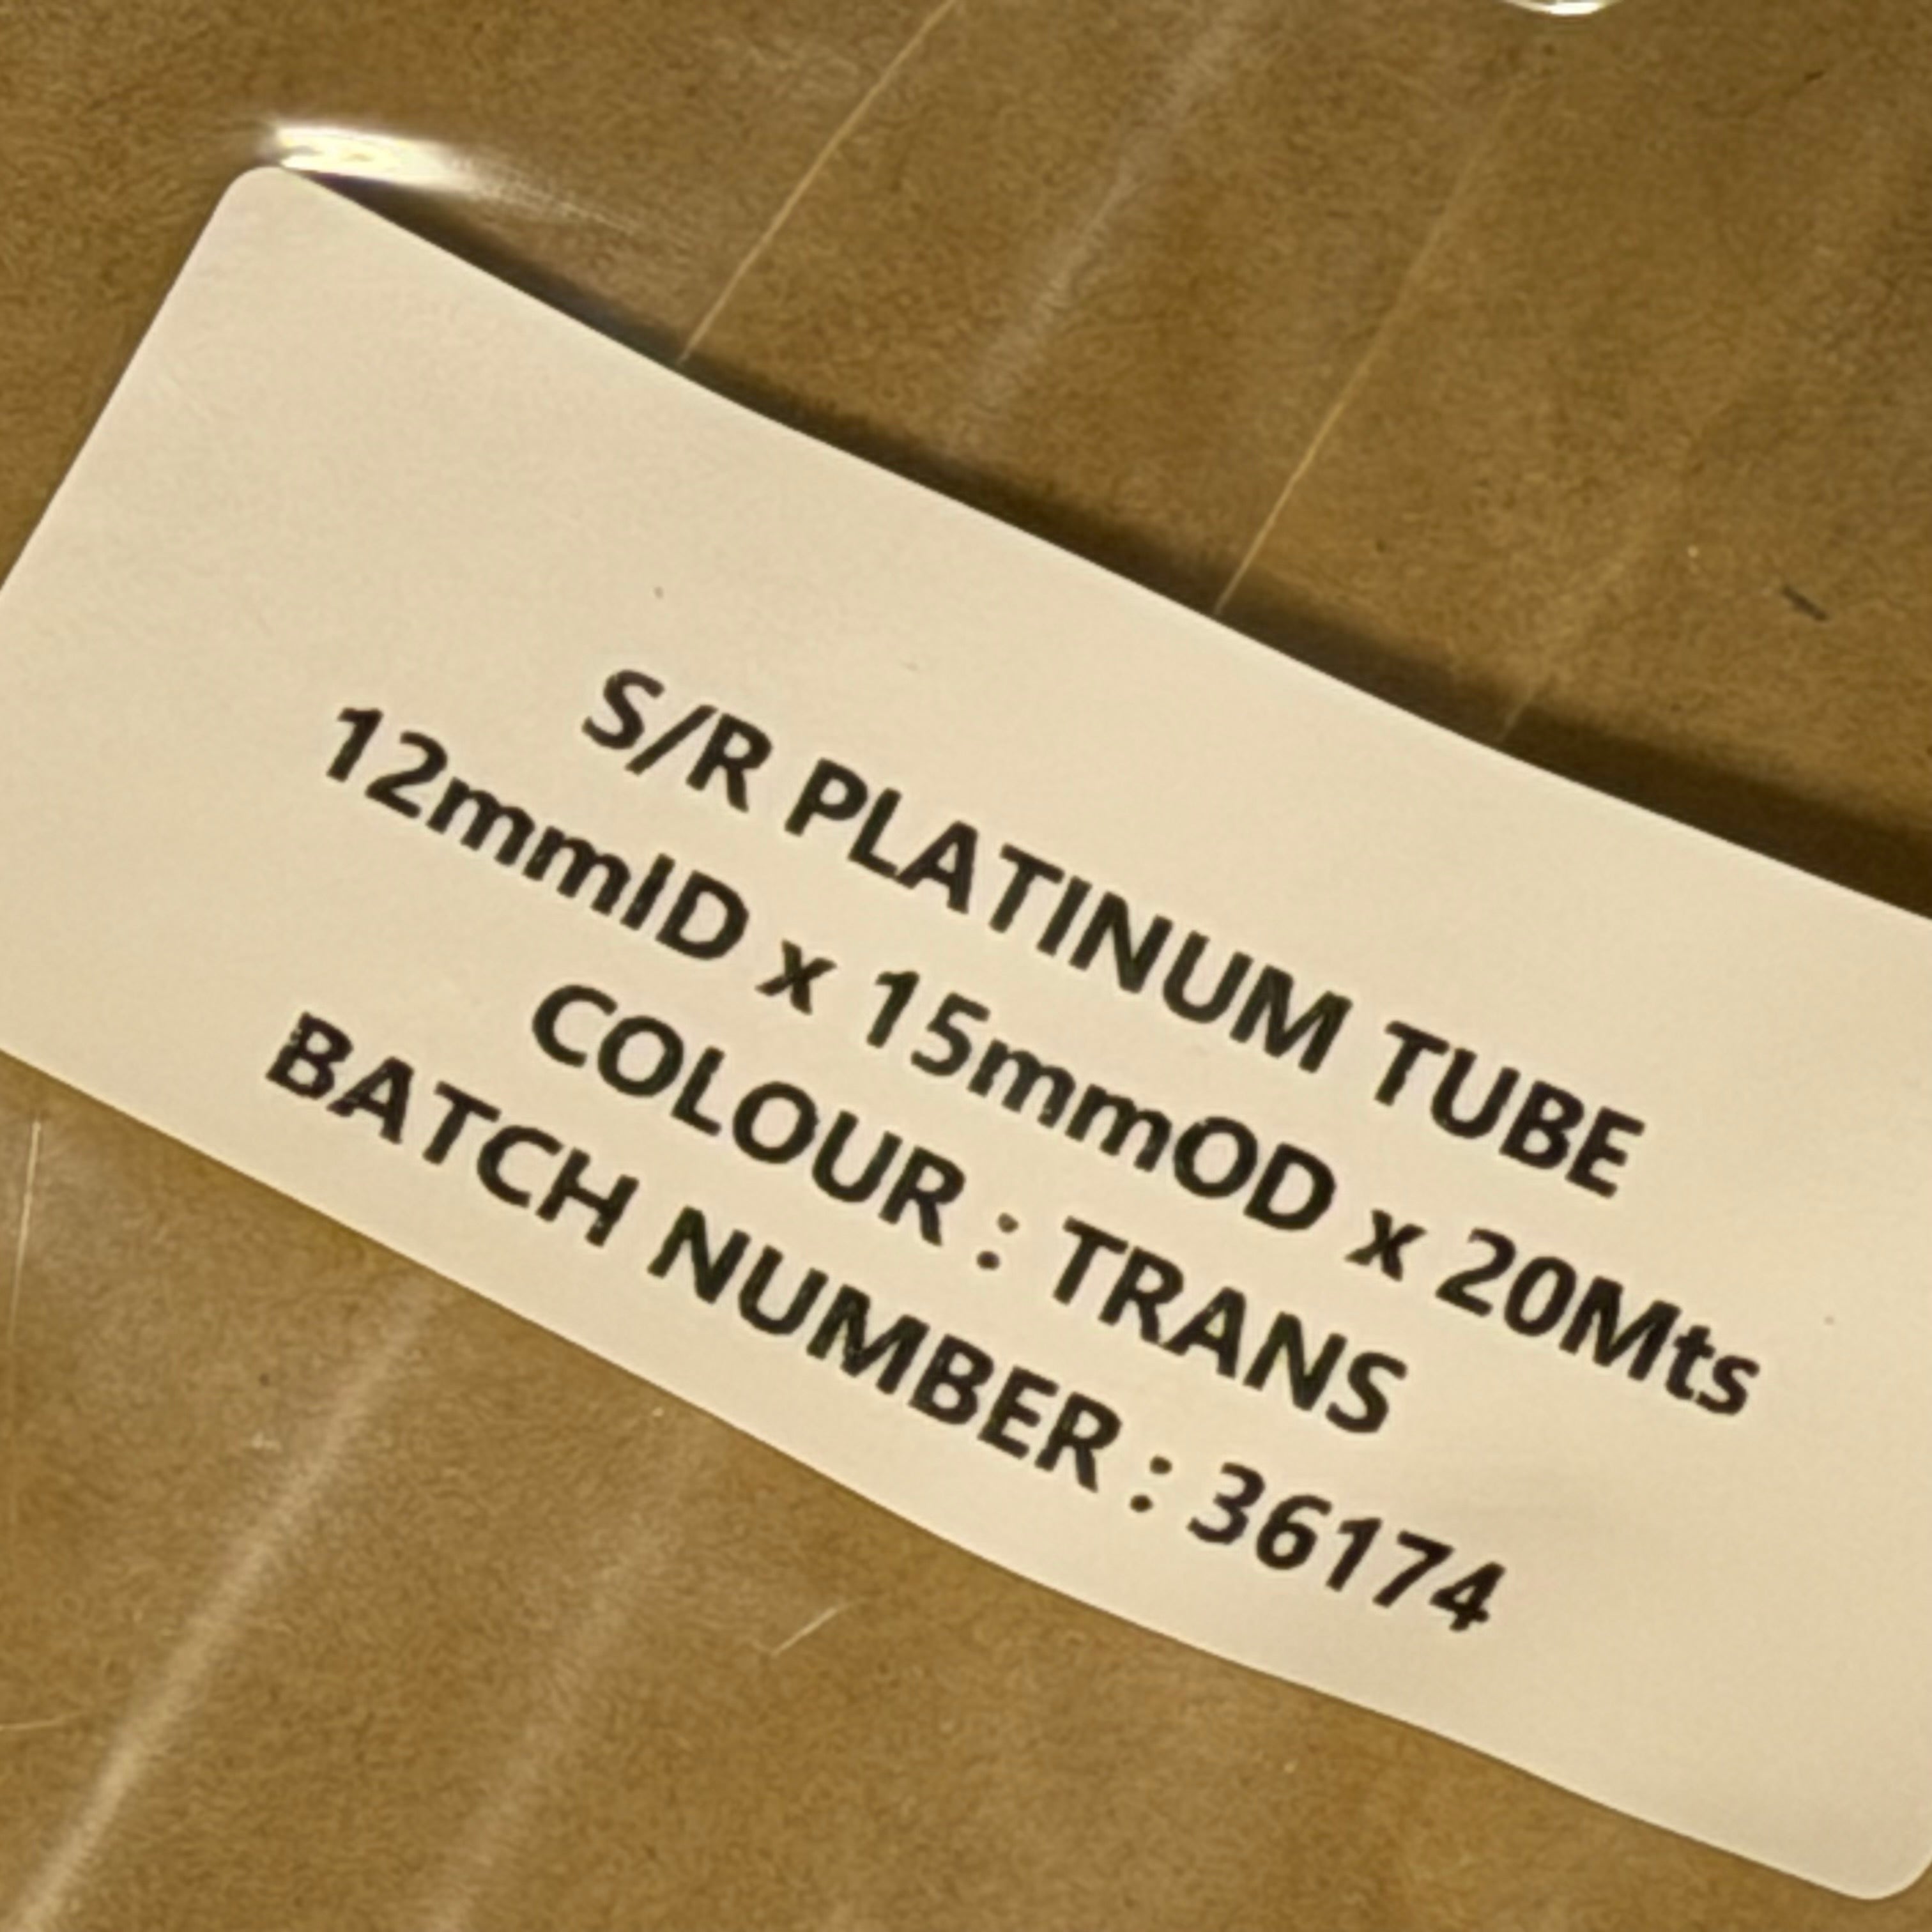 S/R PLATINUM TUBE
12mmID x 15mmOD x 20Mts
COLOUR : TRANS
BATCH NUMBER : 36174